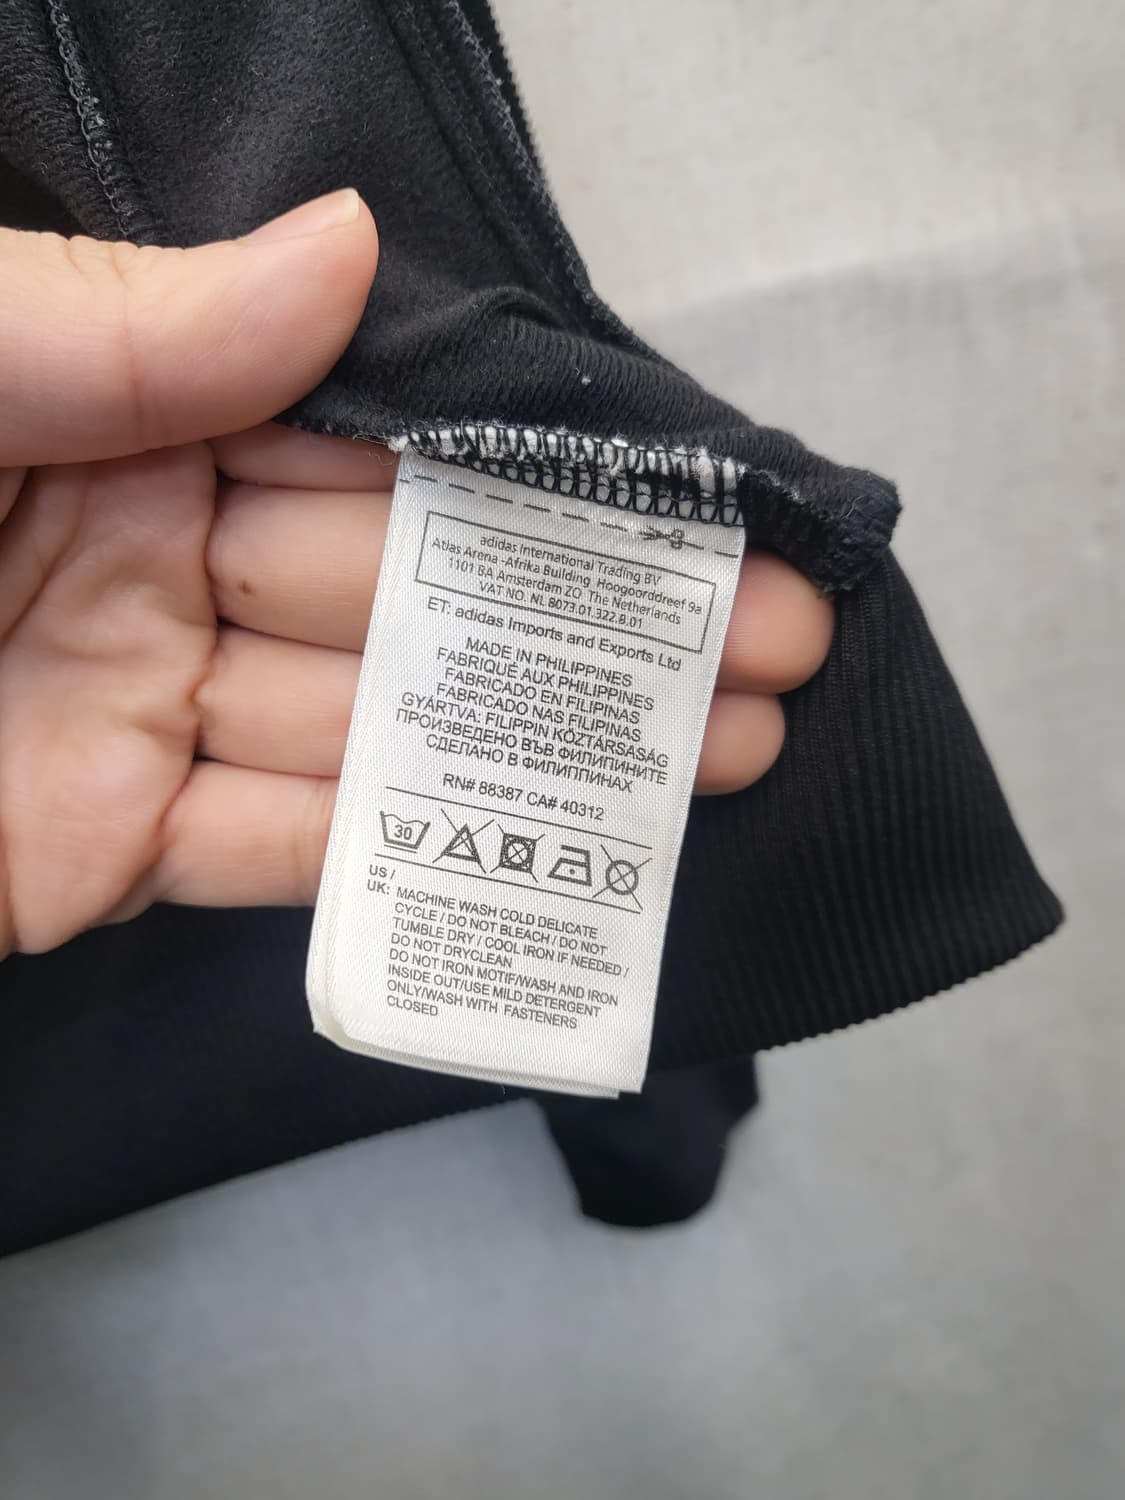 adidas International Trading BV
Atlas Arena -Afrika Building Hoogoorddreef 9a
1101 BA Amsterdam ZO The Netherlands
VAT NO. NL 8073.01.322.B.01
ET: adidas Imports and Exports Ltd
MADE IN PHILIPPINES
FABRIQUÉ AUX PHILIPPINES
FABRICADO EN FILIPINAS
FABRICADO NAS FILIPINAS
GYÁRTVA: FILIPPIN KÖZTÁRSASÁG
ПРОИЗВЕДЕНО ВЪВ ФИЛИПИНИТЕ
СДЕЛАНО В ФИЛИППИНАХ
RN# 88387 CA# 40312
30
US /
UK: MACHINE WASH COLD DELICATE
CYCLE / DO NOT BLEACH / DO NOT
TUMBLE DRY / COOL IRON IF NEEDED /
DO NOT DRYCLEAN
DO NOT IRON MOTIF/WASH AND IRON
INSIDE OUT/USE MILD DETERGENT
ONLY/WASH WITH FASTENERS
CLOSED